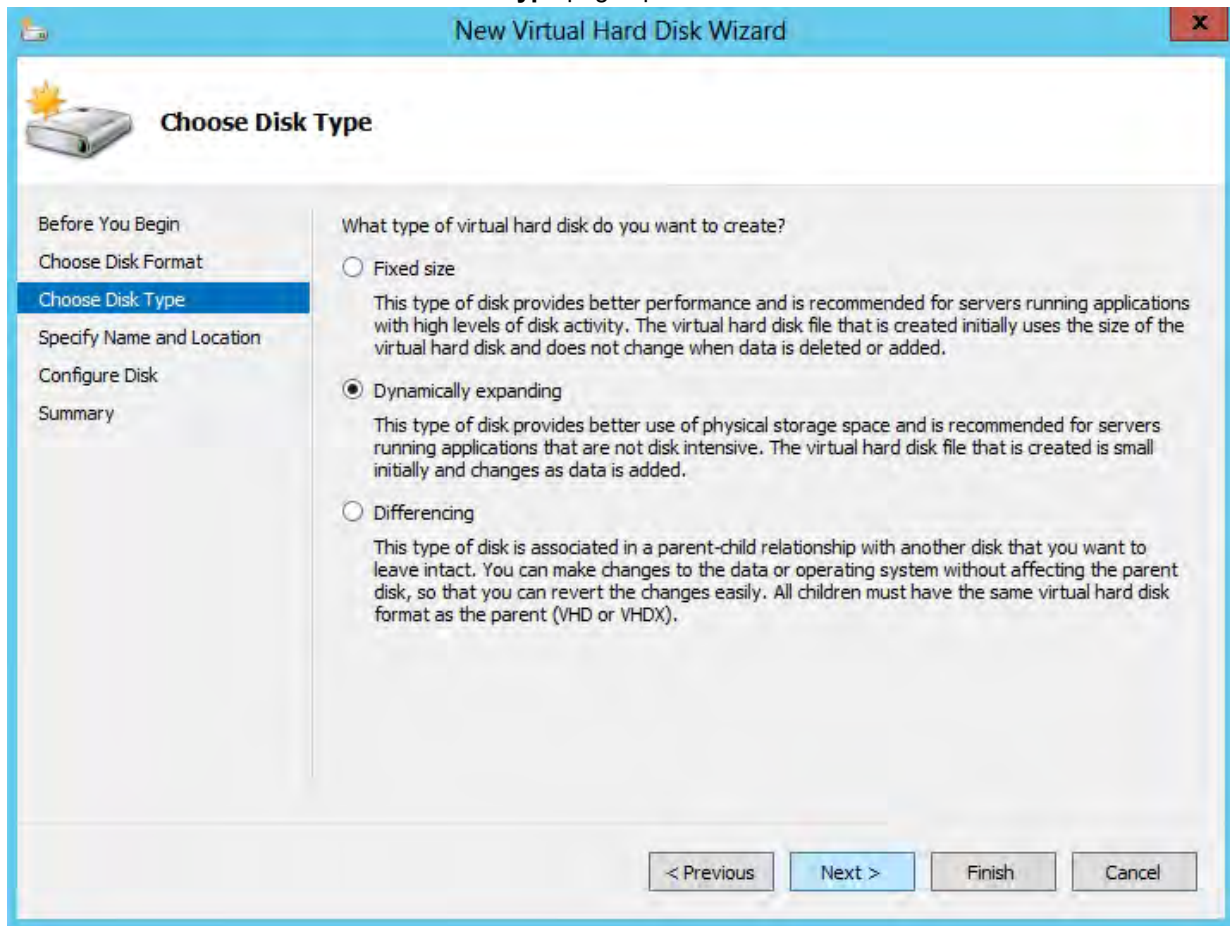 New Virtual Hard Disk Wizard
x
Choose Disk Type
Before You Begin
Choose Disk Format
Choose Disk Type
Specify Name and Location
Configure Disk
Summary
What type of virtual hard disk do you want to create?
Fixed size
This type of disk provides better performance and is recommended for servers running applications
with high levels of disk activity. The virtual hard disk file that is created initially uses the size of the
virtual hard disk and does not change when data is deleted or added.
Dynamically expanding
This type of disk provides better use of physical storage space and is recommended for servers
running applications that are not disk intensive. The virtual hard disk file that is created is small
initially and changes as data is added.
Differencing
This type of disk is associated in a parent-child relationship with another disk that you want to
leave intact. You can make changes to the data or operating system without affecting the parent
disk, so that you can revert the changes easily. All children must have the same virtual hard disk
format as the parent (VHD or VHDX).
< Previous
Next >
Finish
Cancel